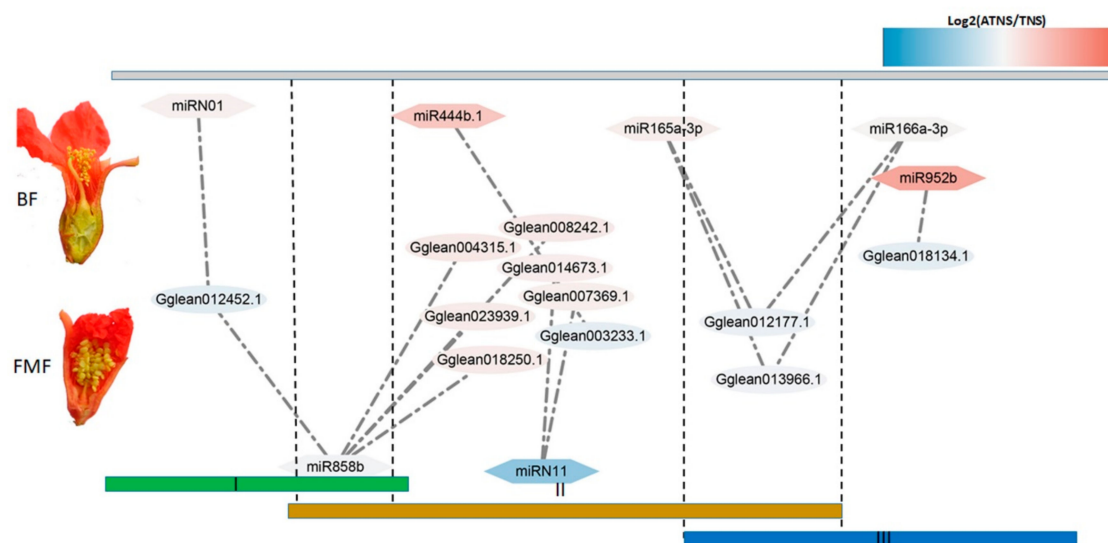 Log2(ATNS/TNS)
miRN01
miR444b.1
miR165a-3p
miR166a-3p
miR952b
BF
Gglean008242.1
Gglean004315.1
Gglean018134.1
Gglean014673.1
Gglean012452.1
Gglean007369.1
Gglean023939.1
Gglean012177.1
Gglean003233.1
FMF
Gglean018250.1
Gglean013966.1
miR858b
miRN11
I
II
III